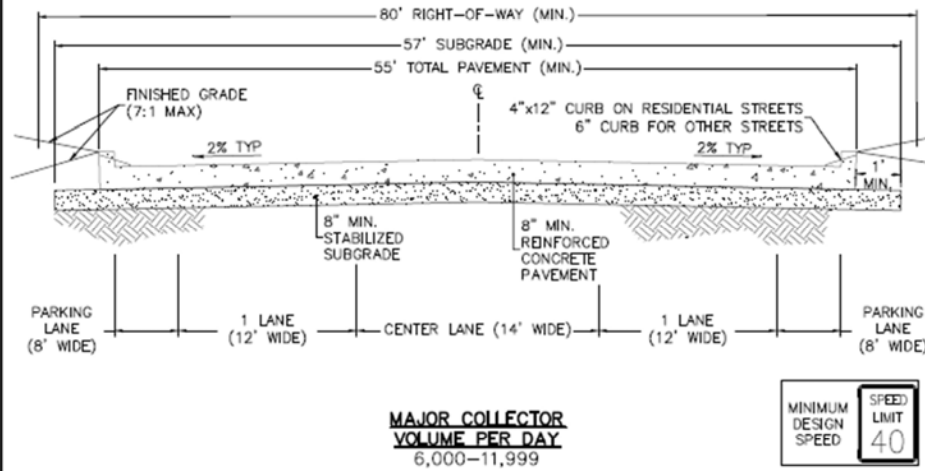 80' RIGHT-OF-WAY (MIN.)
57' SUBGRADE (MIN.)
55' TOTAL PAVEMENT (MIN.)
FINISHED GRADE
(7:1 MAX)
℄
4"x12" CURB ON RESIDENTIAL STREETS
6" CURB FOR OTHER STREETS
2% TYP
2% TYP
1'
MIN.
8" MIN.
STABILIZED
SUBGRADE
8" MIN.
REINFORCED
CONCRETE
PAVEMENT
PARKING
LANE
(8' WIDE)
1 LANE
(12' WIDE)
CENTER LANE (14' WIDE)
1 LANE
(12' WIDE)
PARKING
LANE
(8' WIDE)
MAJOR COLLECTOR
VOLUME PER DAY
6,000-11,999
MINIMUM
DESIGN
SPEED
SPEED
LIMIT
40